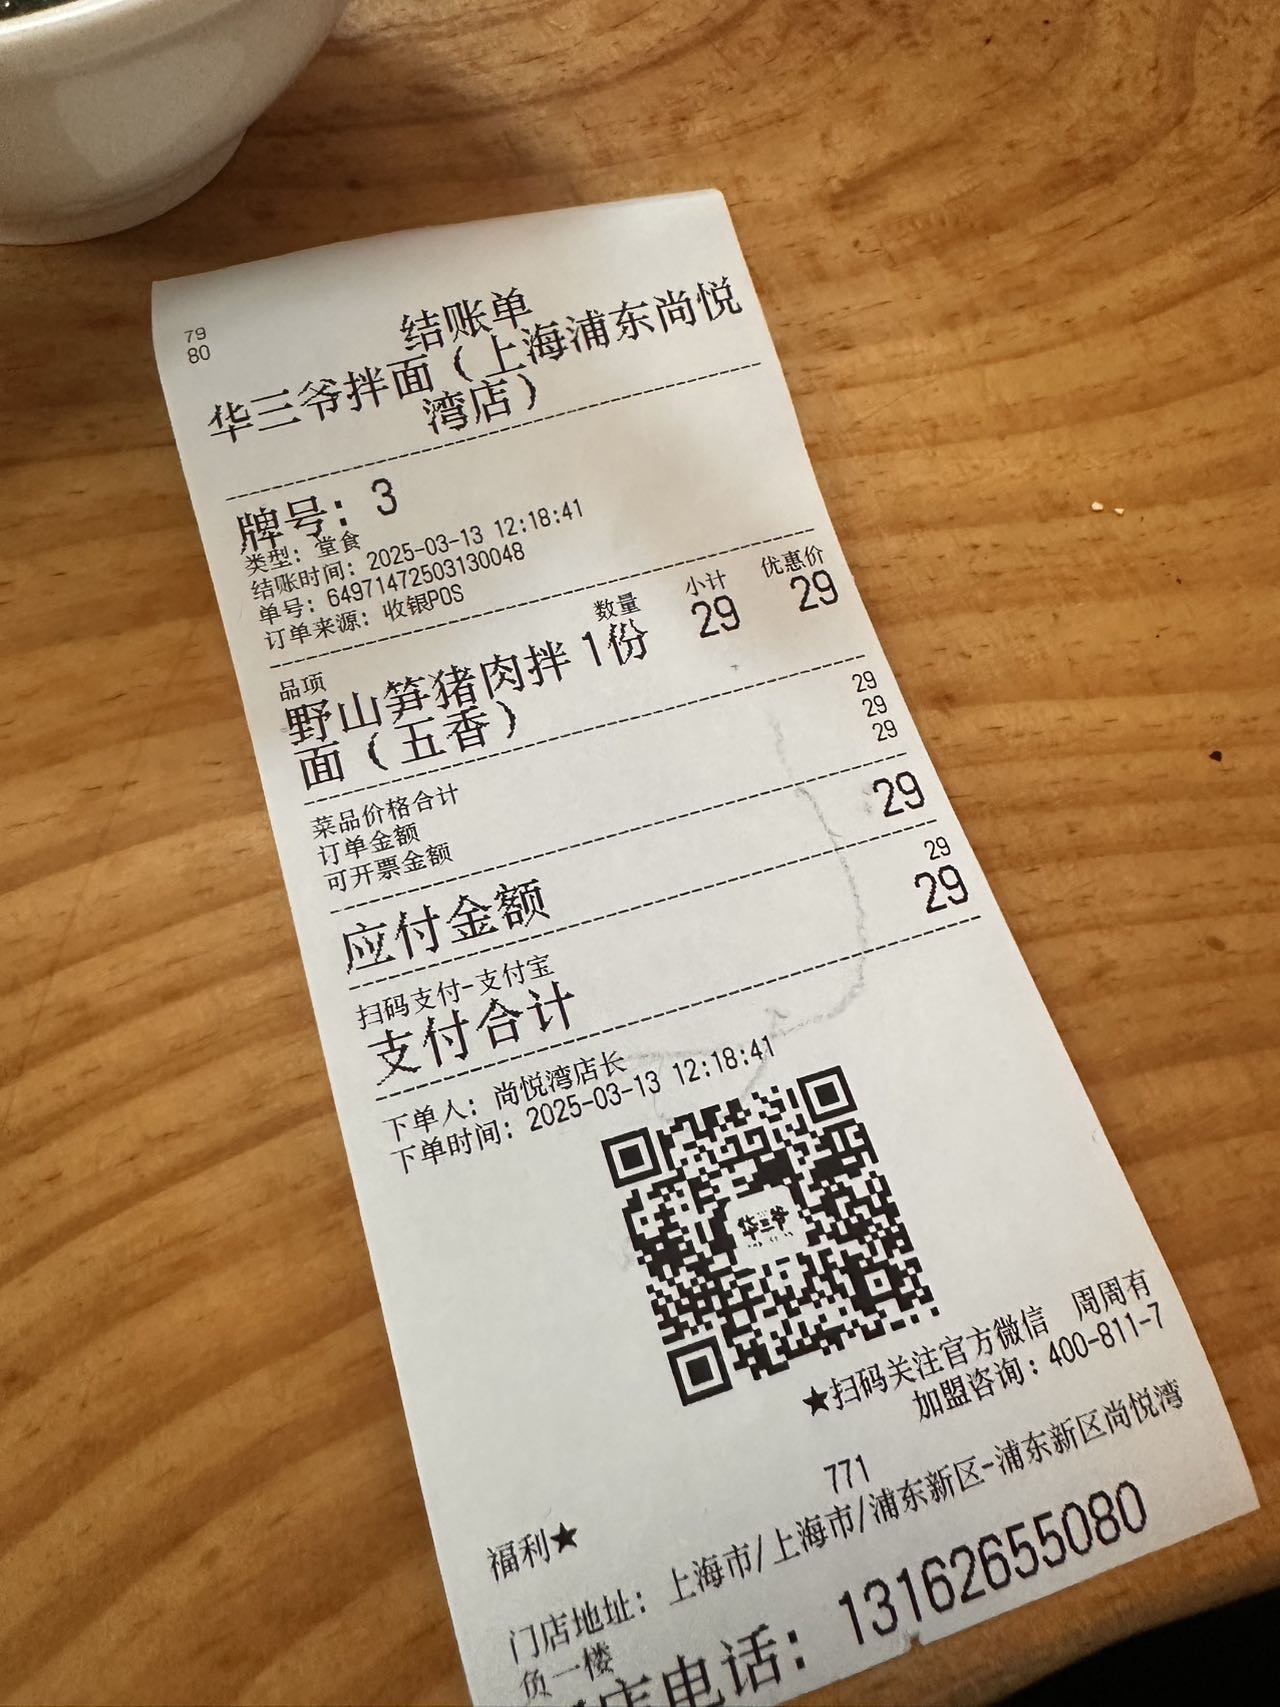 79
80
结账单
华三爷拌面（上海浦东尚悦
湾店）
牌号：3
类型：堂食
结账时间：2025-03-13 12:18:41
单号：64971472503130048
订单来源：收银POS
品项 数量 小计 优惠价
野山笋猪肉拌 1份 29 29
面（五香）
菜品价格合计 29
订单金额 29
可开票金额 29
应付金额 29
扫码支付-支付宝 29
支付合计 29
下单人：尚悦湾店长
下单时间：2025-03-13 12:18:41
华三爷
★扫码关注官方微信 周周有
福利★
加盟咨询：400-811-7
771
门店地址：上海市/上海市/浦东新区-浦东新区尚悦湾
负一楼
店电话：13162655080